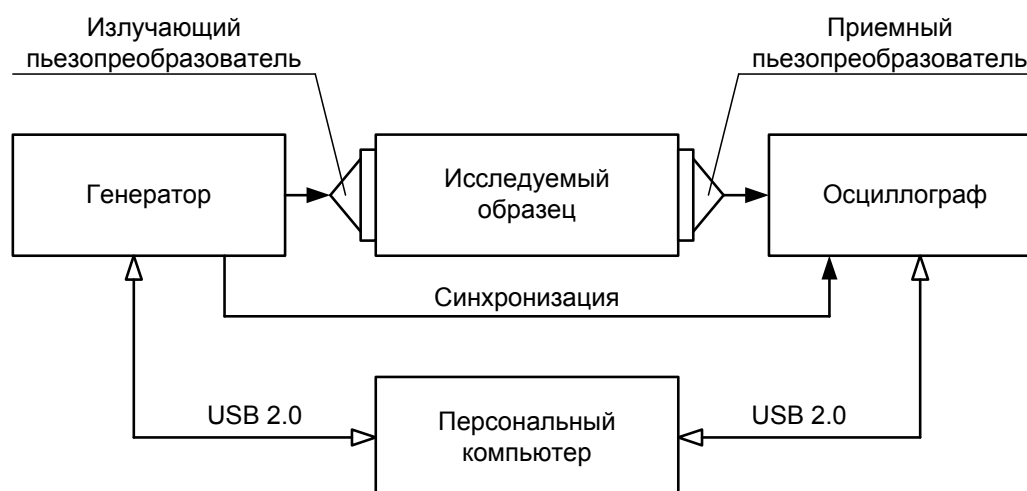 Излучающий
пьезопреобразователь
Приемный
пьезопреобразователь
Генератор
Исследуемый
образец
Осциллограф
Синхронизация
USB 2.0
Персональный
компьютер
USB 2.0